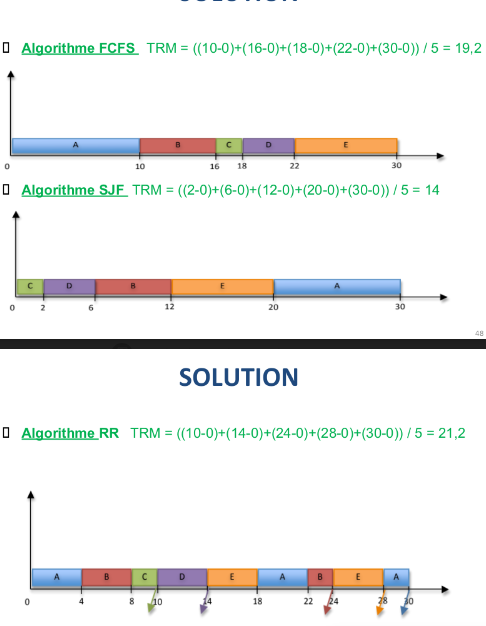 Algorithme FCFS TRM = ((10-0)+(16-0)+(18-0)+(22-0)+(30-0)) / 5 = 19,2
A B C D E
0 10 16 18 22 30
Algorithme SJF TRM = ((2-0)+(6-0)+(12-0)+(20-0)+(30-0)) / 5 = 14
C D B E A
0 2 6 12 20 30
48
SOLUTION
Algorithme RR TRM = ((10-0)+(14-0)+(24-0)+(28-0)+(30-0)) / 5 = 21,2
A B C D E A B E A
0 4 8 10 14 18 22 24 28 30